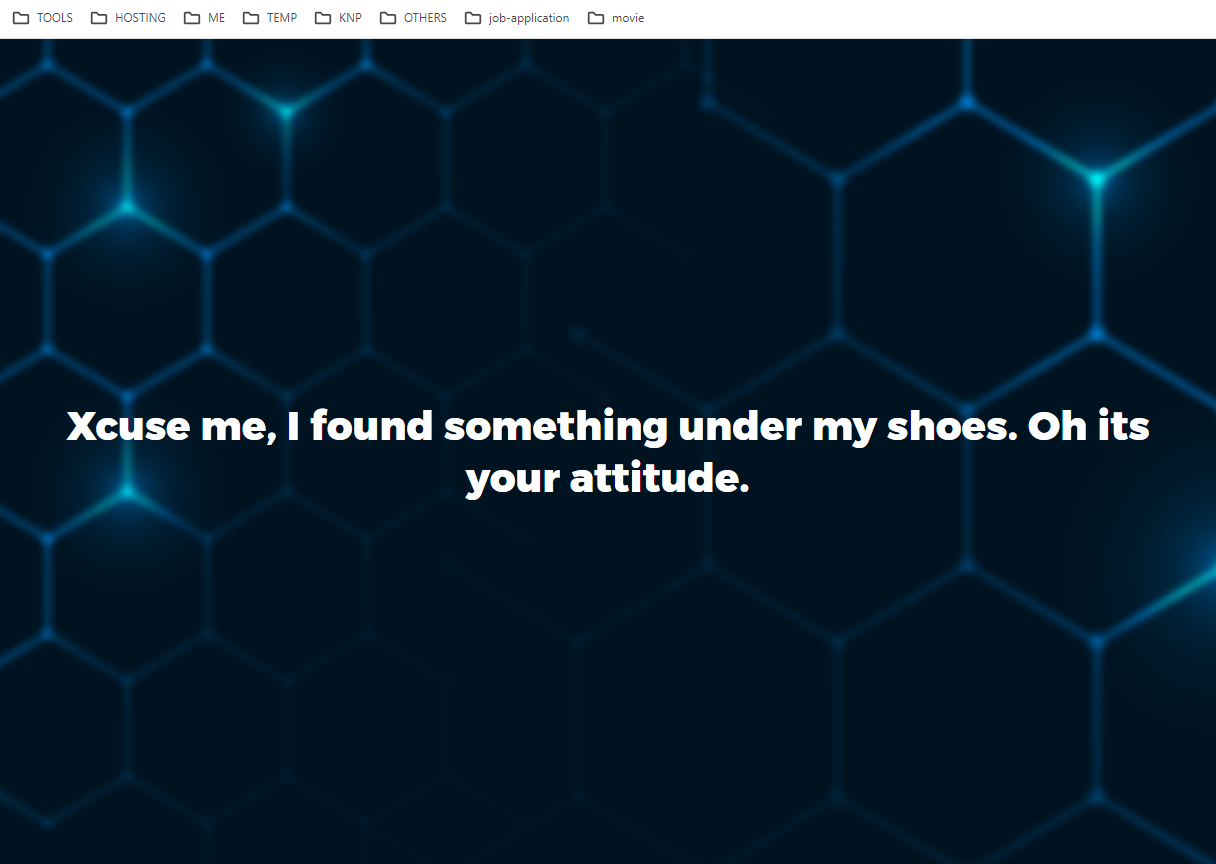 TOOLS HOSTING ME TEMP KNP OTHERS job-application movie
Xcuse me, I found something under my shoes. Oh its
your attitude.